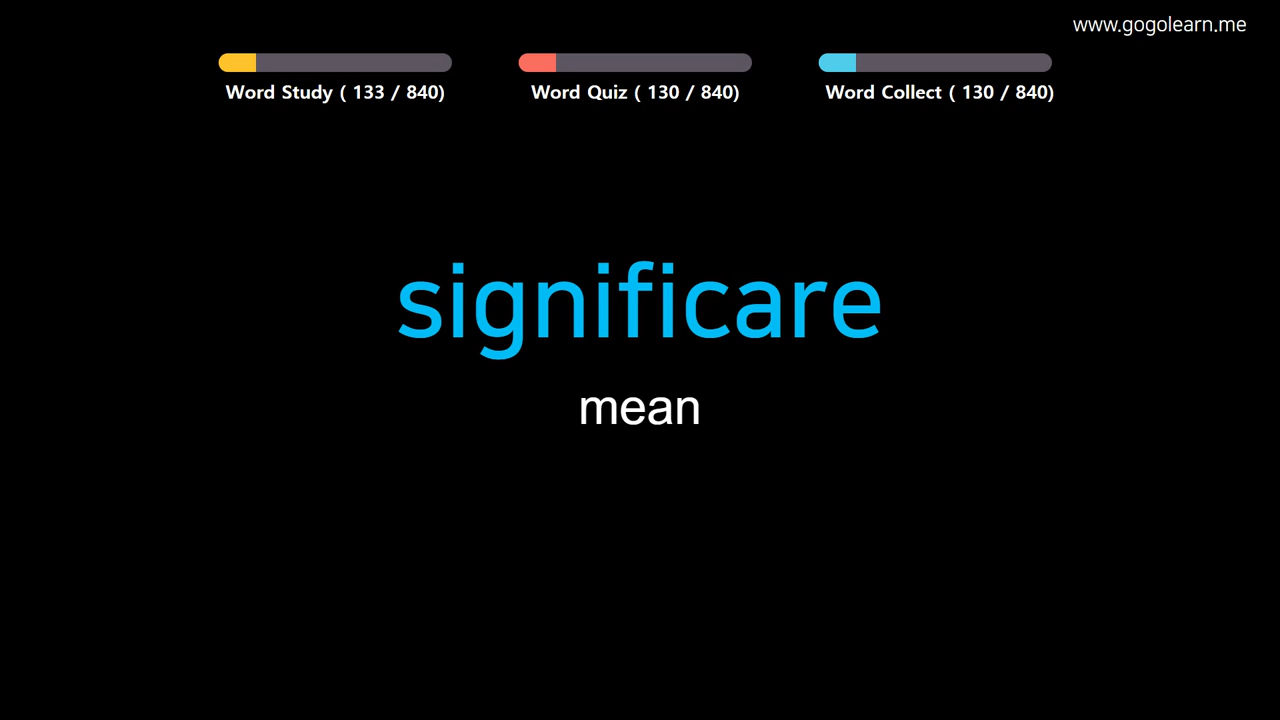 www.gogolearn.me
Word Study ( 133 / 840)
Word Quiz ( 130 / 840)
Word Collect ( 130 / 840)
significare
mean